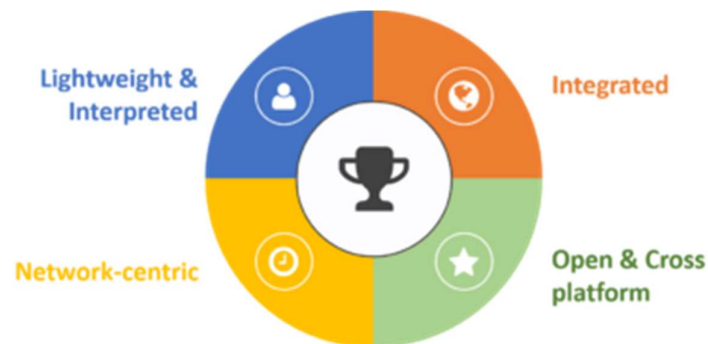 Lightweight &
Interpreted
Integrated
Network-centric
Open & Cross
platform